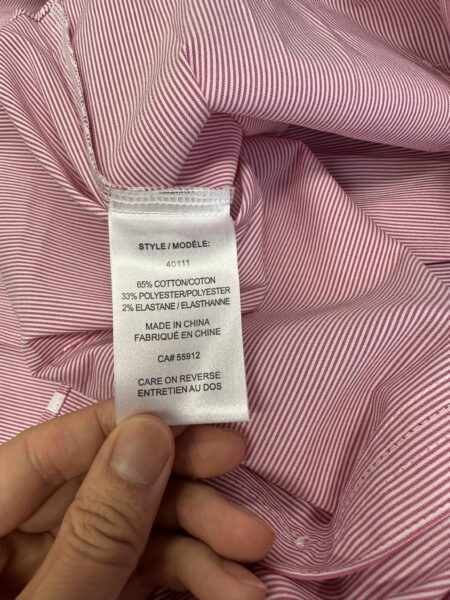 STYLE / MODÈLE:
40111
65% COTTON/COTON
33% POLYESTER/POLYESTER
2% ELASTANE / ELASTHANNE
MADE IN CHINA
FABRIQUÉ EN CHINE
CA# 55912
CARE ON REVERSE
ENTRETIEN AU DOS